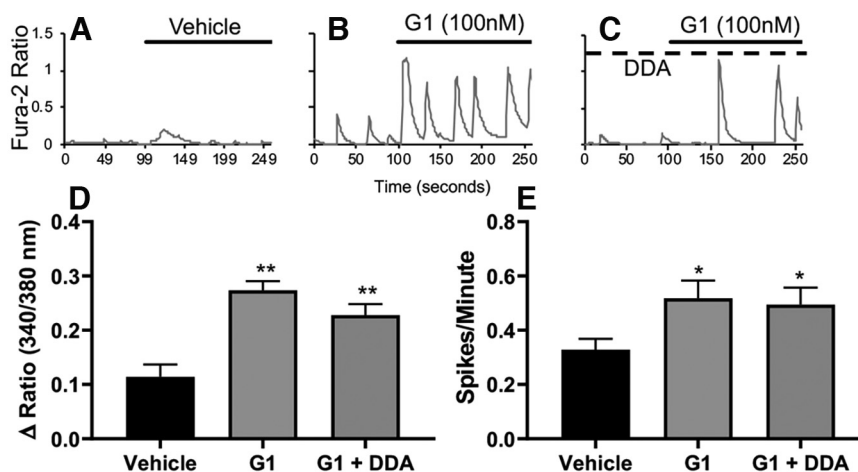 A
Vehicle
B
G1 (100nM)
C
G1 (100nM)
DDA
Fura-2 Ratio
1.5
1
0.5
0
0 49 99 149 199 249
0 50 100 150 200 250
0 50 100 150 200 250
Time (seconds)
D
Δ Ratio (340/380 nm)
0.4
0.3
0.2
0.1
0.0
**
**
Vehicle G1 G1 + DDA
E
Spikes/Minute
0.8
0.6
0.4
0.2
0.0
*
*
Vehicle G1 G1 + DDA